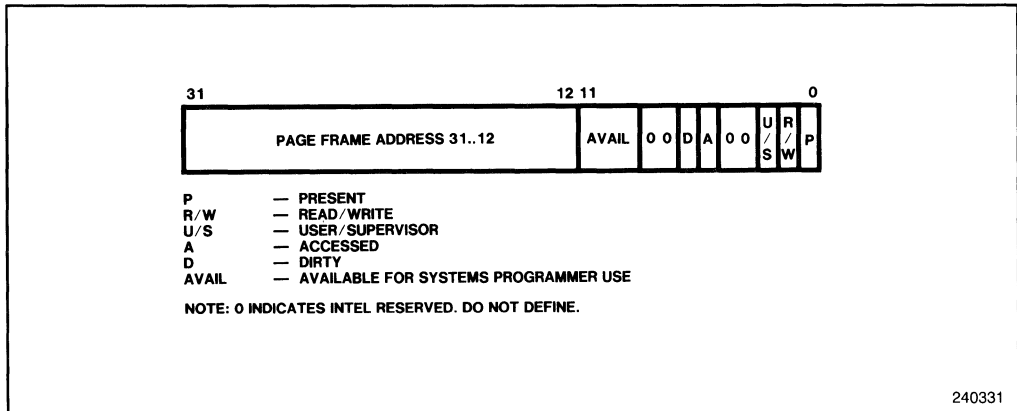 31 12 11 0
PAGE FRAME ADDRESS 31..12 AVAIL 0 0 D A 0 0 U/S R/W P
P — PRESENT
R/W — READ/WRITE
U/S — USER/SUPERVISOR
A — ACCESSED
D — DIRTY
AVAIL — AVAILABLE FOR SYSTEMS PROGRAMMER USE
NOTE: 0 INDICATES INTEL RESERVED. DO NOT DEFINE.
240331